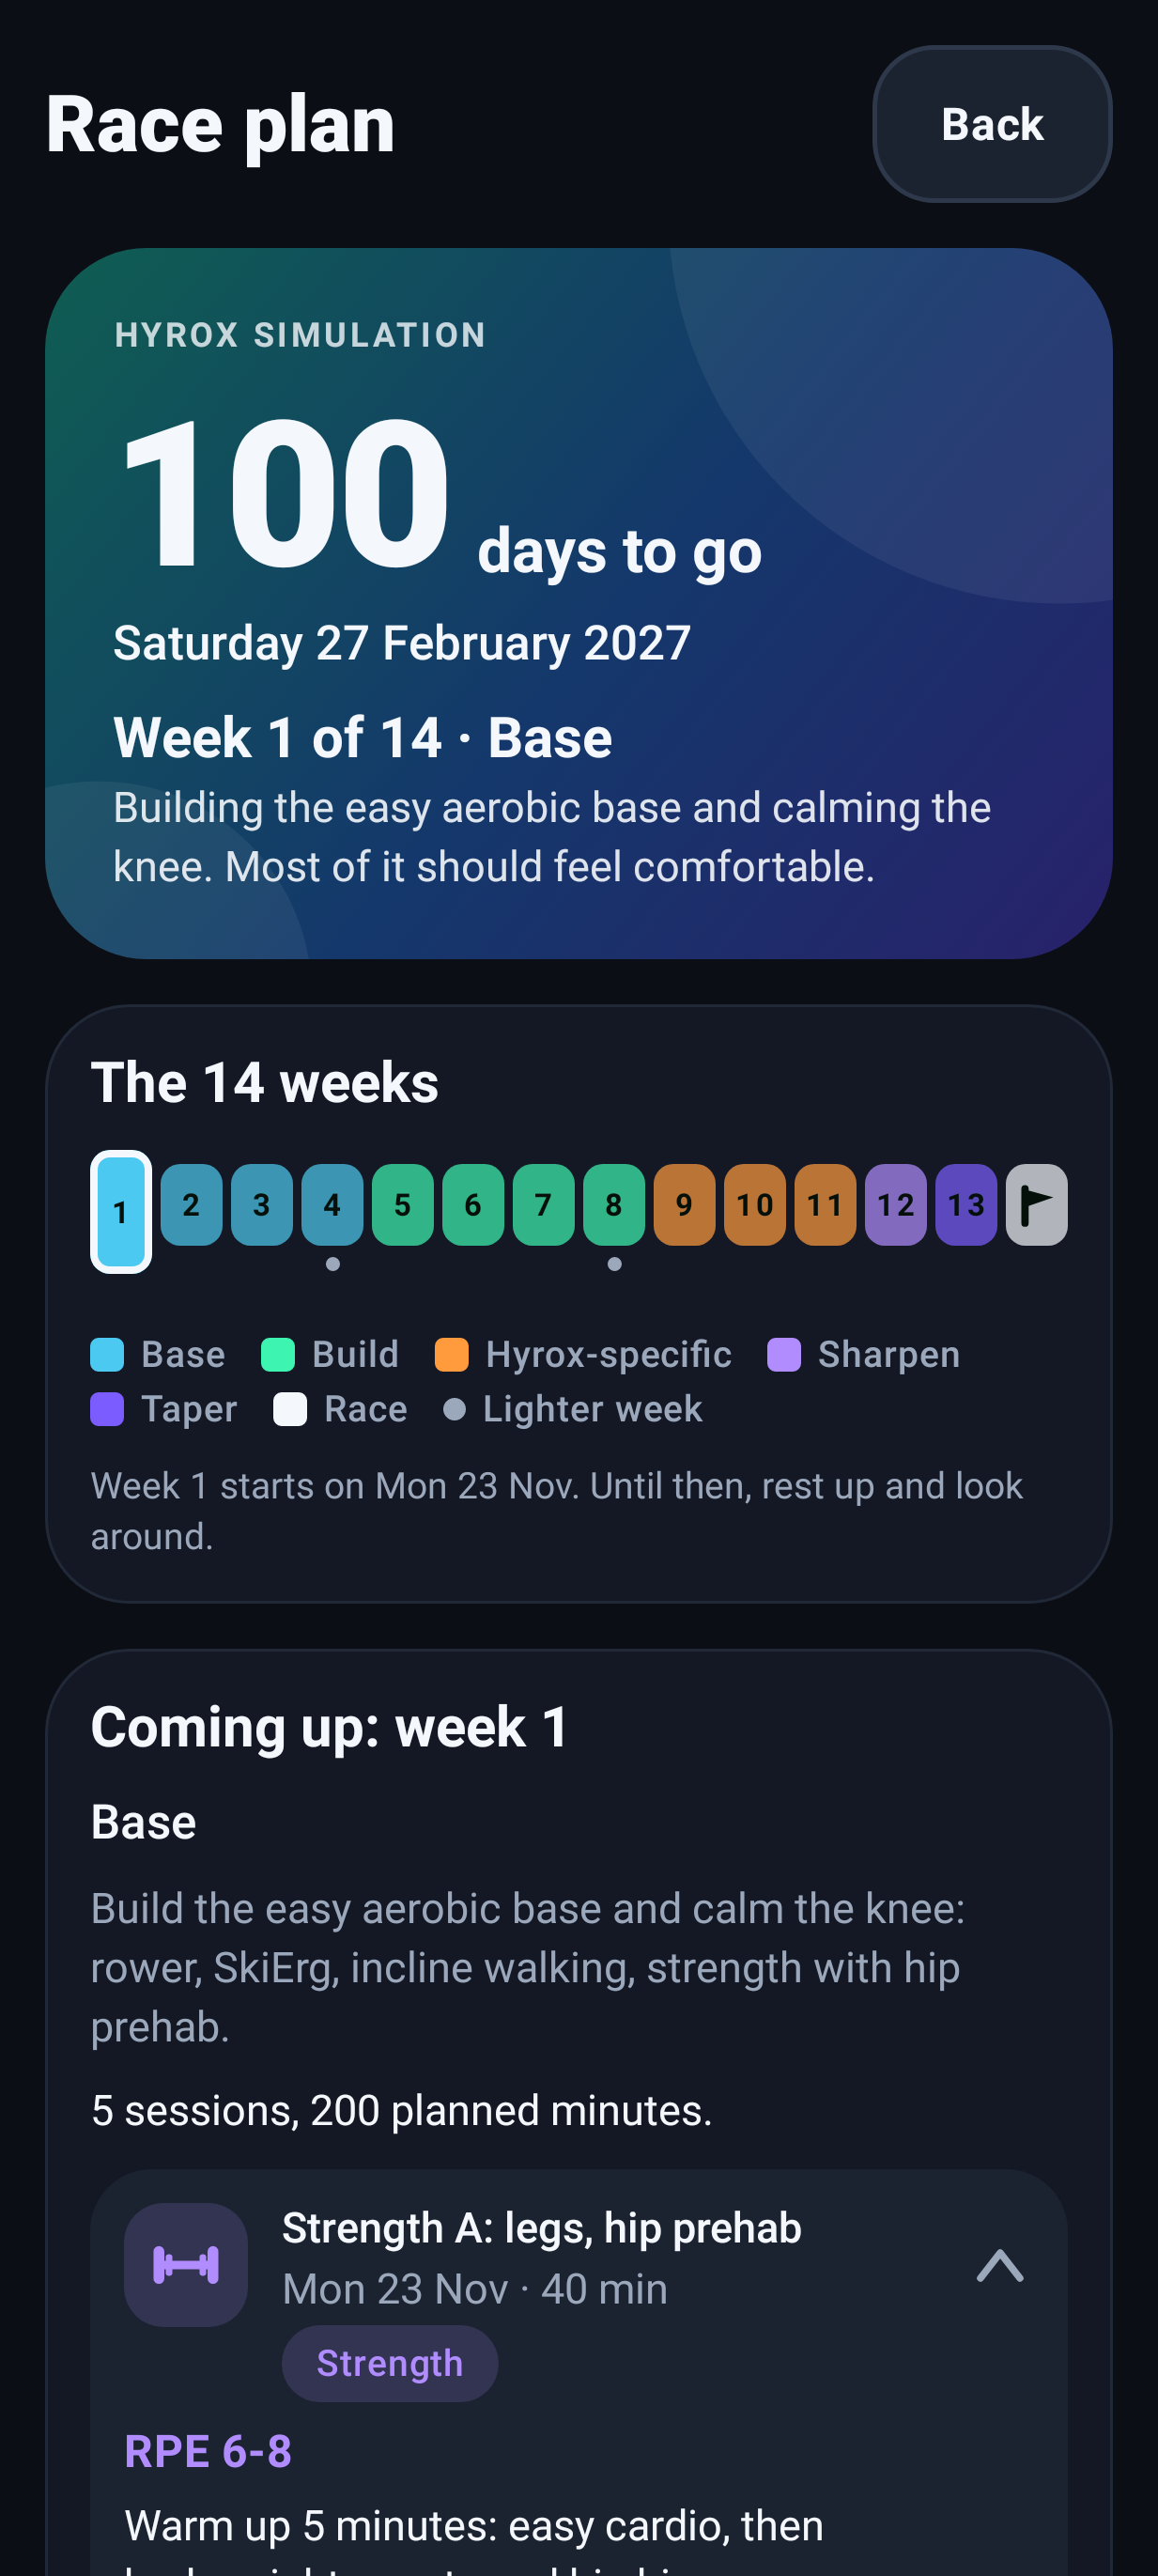 Race plan
Back
HYROX SIMULATION
100 days to go
Saturday 27 February 2027
Week 1 of 14 · Base
Building the easy aerobic base and calming the
knee. Most of it should feel comfortable.
The 14 weeks
1 2 3 4 5 6 7 8 9 10 11 12 13
Base Build Hyrox-specific Sharpen
Taper Race Lighter week
Week 1 starts on Mon 23 Nov. Until then, rest up and look
around.
Coming up: week 1
Base
Build the easy aerobic base and calm the knee:
rower, SkiErg, incline walking, strength with hip
prehab.
5 sessions, 200 planned minutes.
Strength A: legs, hip prehab
Mon 23 Nov · 40 min
Strength
RPE 6-8
Warm up 5 minutes: easy cardio, then